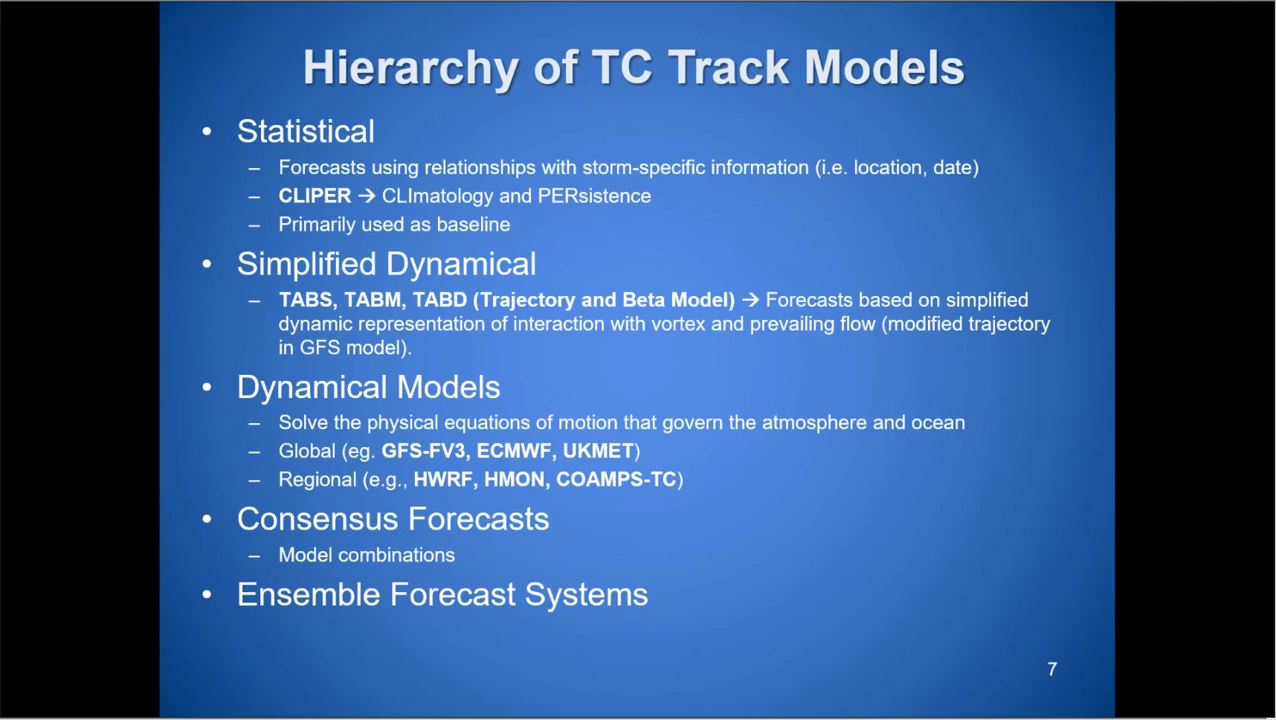 Hierarchy of TC Track Models
• Statistical
– Forecasts using relationships with storm-specific information (i.e. location, date)
– CLIPER → CLImatology and PERsistence
– Primarily used as baseline
• Simplified Dynamical
– TABS, TABM, TABD (Trajectory and Beta Model) → Forecasts based on simplified
dynamic representation of interaction with vortex and prevailing flow (modified trajectory
in GFS model).
• Dynamical Models
– Solve the physical equations of motion that govern the atmosphere and ocean
– Global (eg. GFS-FV3, ECMWF, UKMET)
– Regional (e.g., HWRF, HMON, COAMPS-TC)
• Consensus Forecasts
– Model combinations
• Ensemble Forecast Systems
7